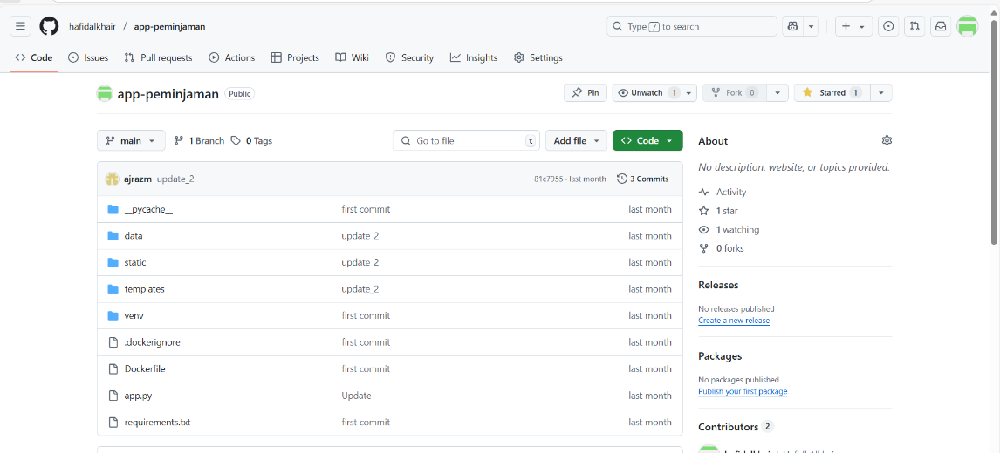 hafidalkhair / app-peminjaman
Type / to search
Code Issues Pull requests Actions Projects Wiki Security Insights Settings
app-peminjaman Public
Pin Unwatch 1 Fork 0 Starred 1
main 1 Branch 0 Tags
Go to file t Add file Code
ajrazm update_2 81c7955 · last month 3 Commits
__pycache__ first commit last month
data update_2 last month
static update_2 last month
templates update_2 last month
venv first commit last month
.dockerignore first commit last month
Dockerfile first commit last month
app.py Update last month
requirements.txt first commit last month
About
No description, website, or topics provided.
Activity
1 star
1 watching
0 forks
Releases
No releases published
Create a new release
Packages
No packages published
Publish your first package
Contributors 2